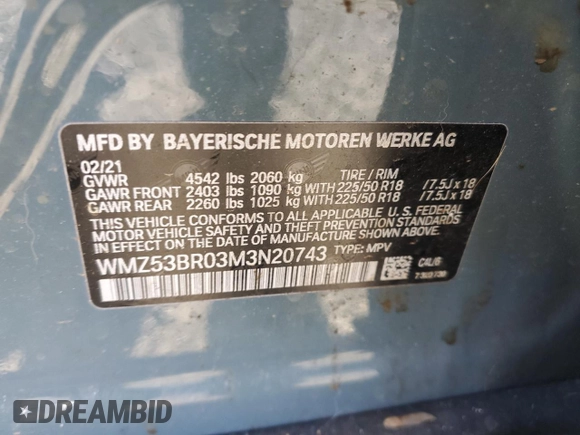 MFD BY BAYERISCHE MOTOREN WERKE AG
02/21
GVWR 4542 lbs 2060 kg TIRE / RIM
GAWR FRONT 2403 lbs 1090 kg WITH 225/50 R18 /7.5J x 18
GAWR REAR 2260 lbs 1025 kg WITH 225/50 R18 /7.5J x 18
THIS VEHICLE CONFORMS TO ALL APPLICABLE U.S. FEDERAL
MOTOR VEHICLE SAFETY AND THEFT PREVENTION STANDARDS
IN EFFECT ON THE DATE OF MANUFACTURE SHOWN ABOVE.
WMZ53BR03M3N20743 TYPE: MPV
CAL/6
DREAMBID